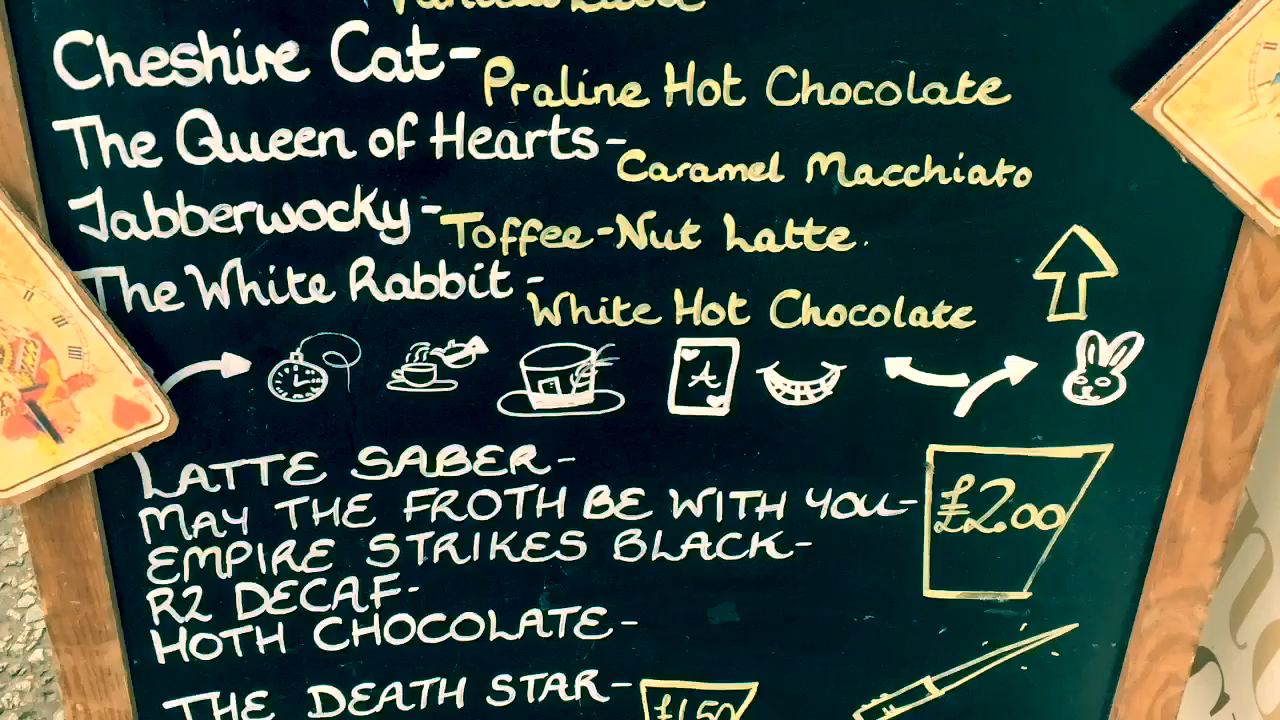 Cheshire Cat- Praline Hot Chocolate
The Queen of Hearts- Caramel Macchiato
Jabberwocky- Toffee-Nut Latte.
The White Rabbit- White Hot Chocolate
A
LATTE SABER-
MAY THE FROTH BE WITH YOU- £2.00
EMPIRE STRIKES BLACK-
R2 DECAF-
HOTH CHOCOLATE-
THE DEATH STAR- £1.50